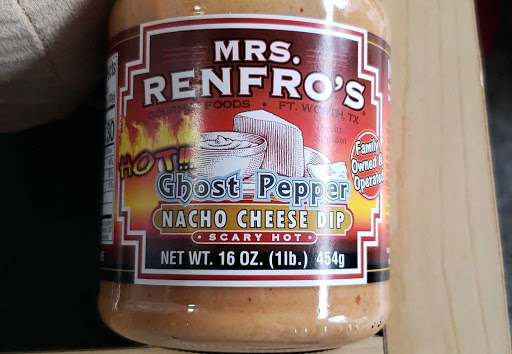 MRS.
RENFRO'S
GOURMET FOODS • FT. WORTH, TX
HOT!!!
Family
Owned &
Operated
Ghost Pepper
NACHO CHEESE DIP
• SCARY HOT •
NET WT. 16 OZ. (1lb.) 454g